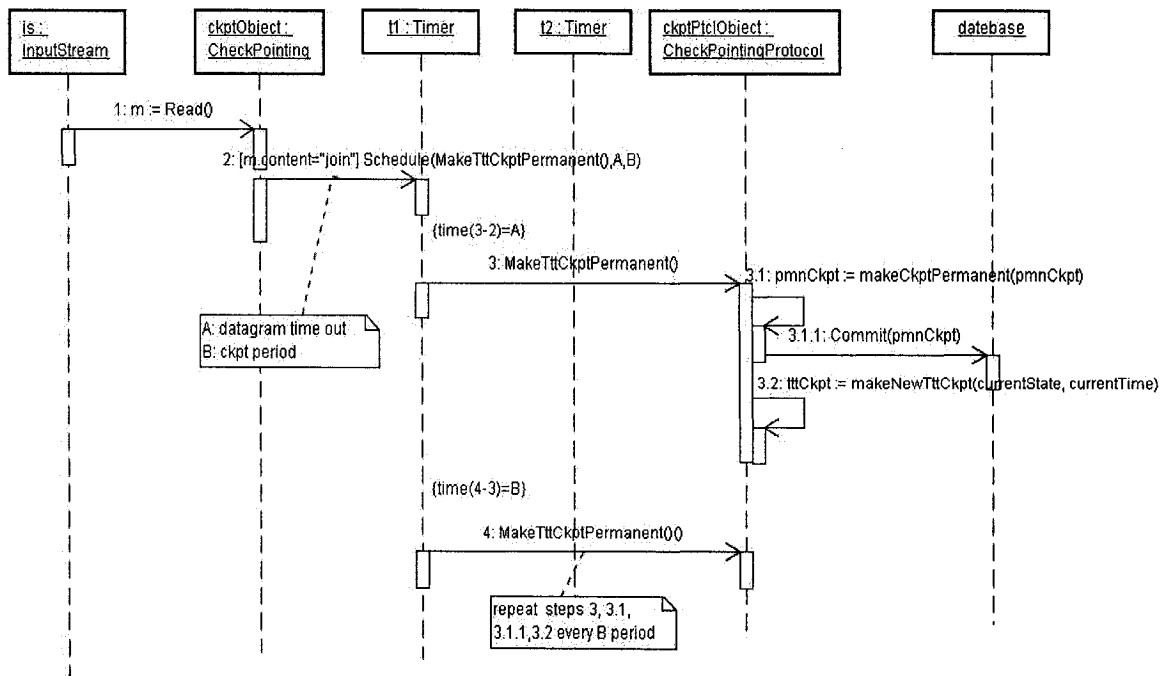 is :
InputStream
ckptObject :
CheckPointing
t1 : Timer
t2 : Timer
ckptPtclObject :
CheckPointingProtocol
datebase
1: m := Read()
2: [m.content="join"] Schedule(MakeTttCkptPermanent(),A,B)
{time(3-2)=A}
3: MakeTttCkptPermanent()
3.1: pmnCkpt := makeCkptPermanent(pmnCkpt)
A: datagram time out
B: ckpt period
3.1.1: Commit(pmnCkpt)
3.2: tttCkpt := makeNewTttCkpt(currentState, currentTime)
{time(4-3)=B}
4: MakeTttCkptPermanent()()
repeat steps 3, 3.1,
3.1.1,3.2 every B period